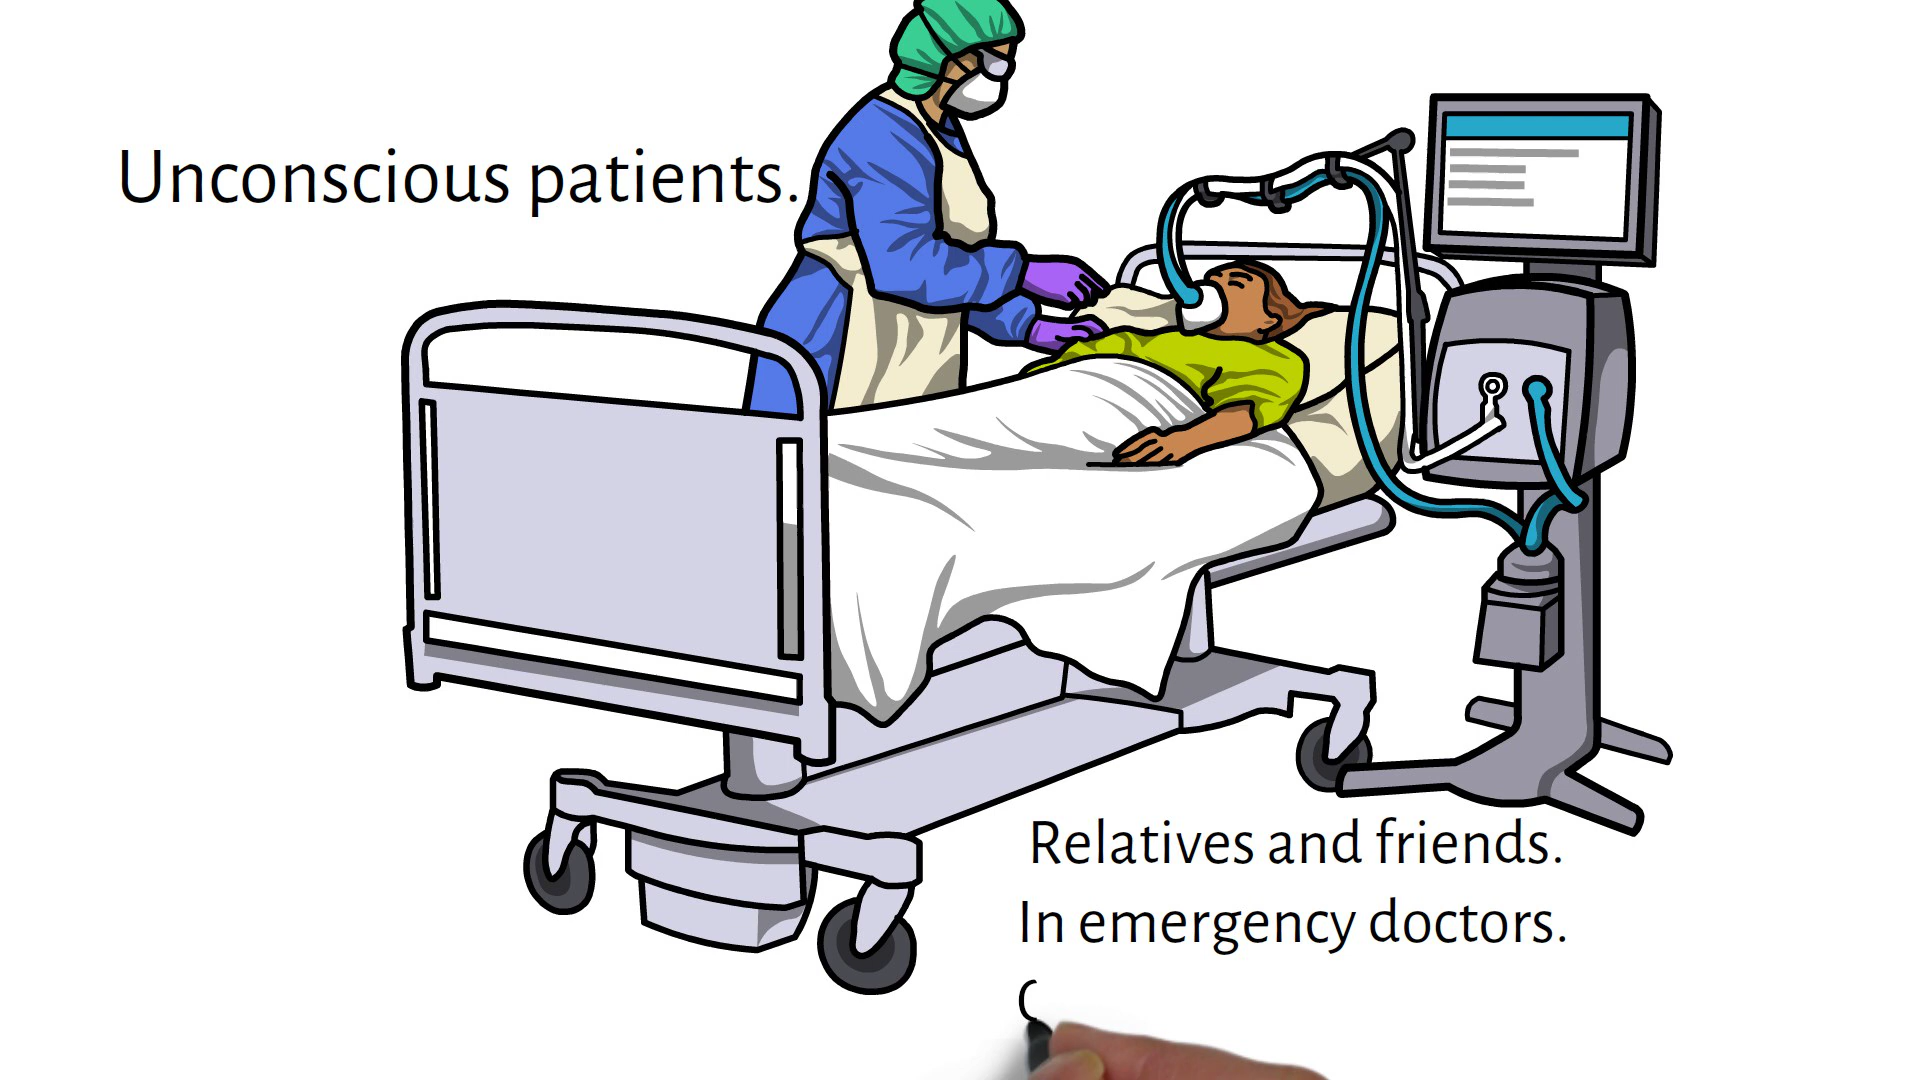 Unconscious patients.
Relatives and friends.
In emergency doctors.